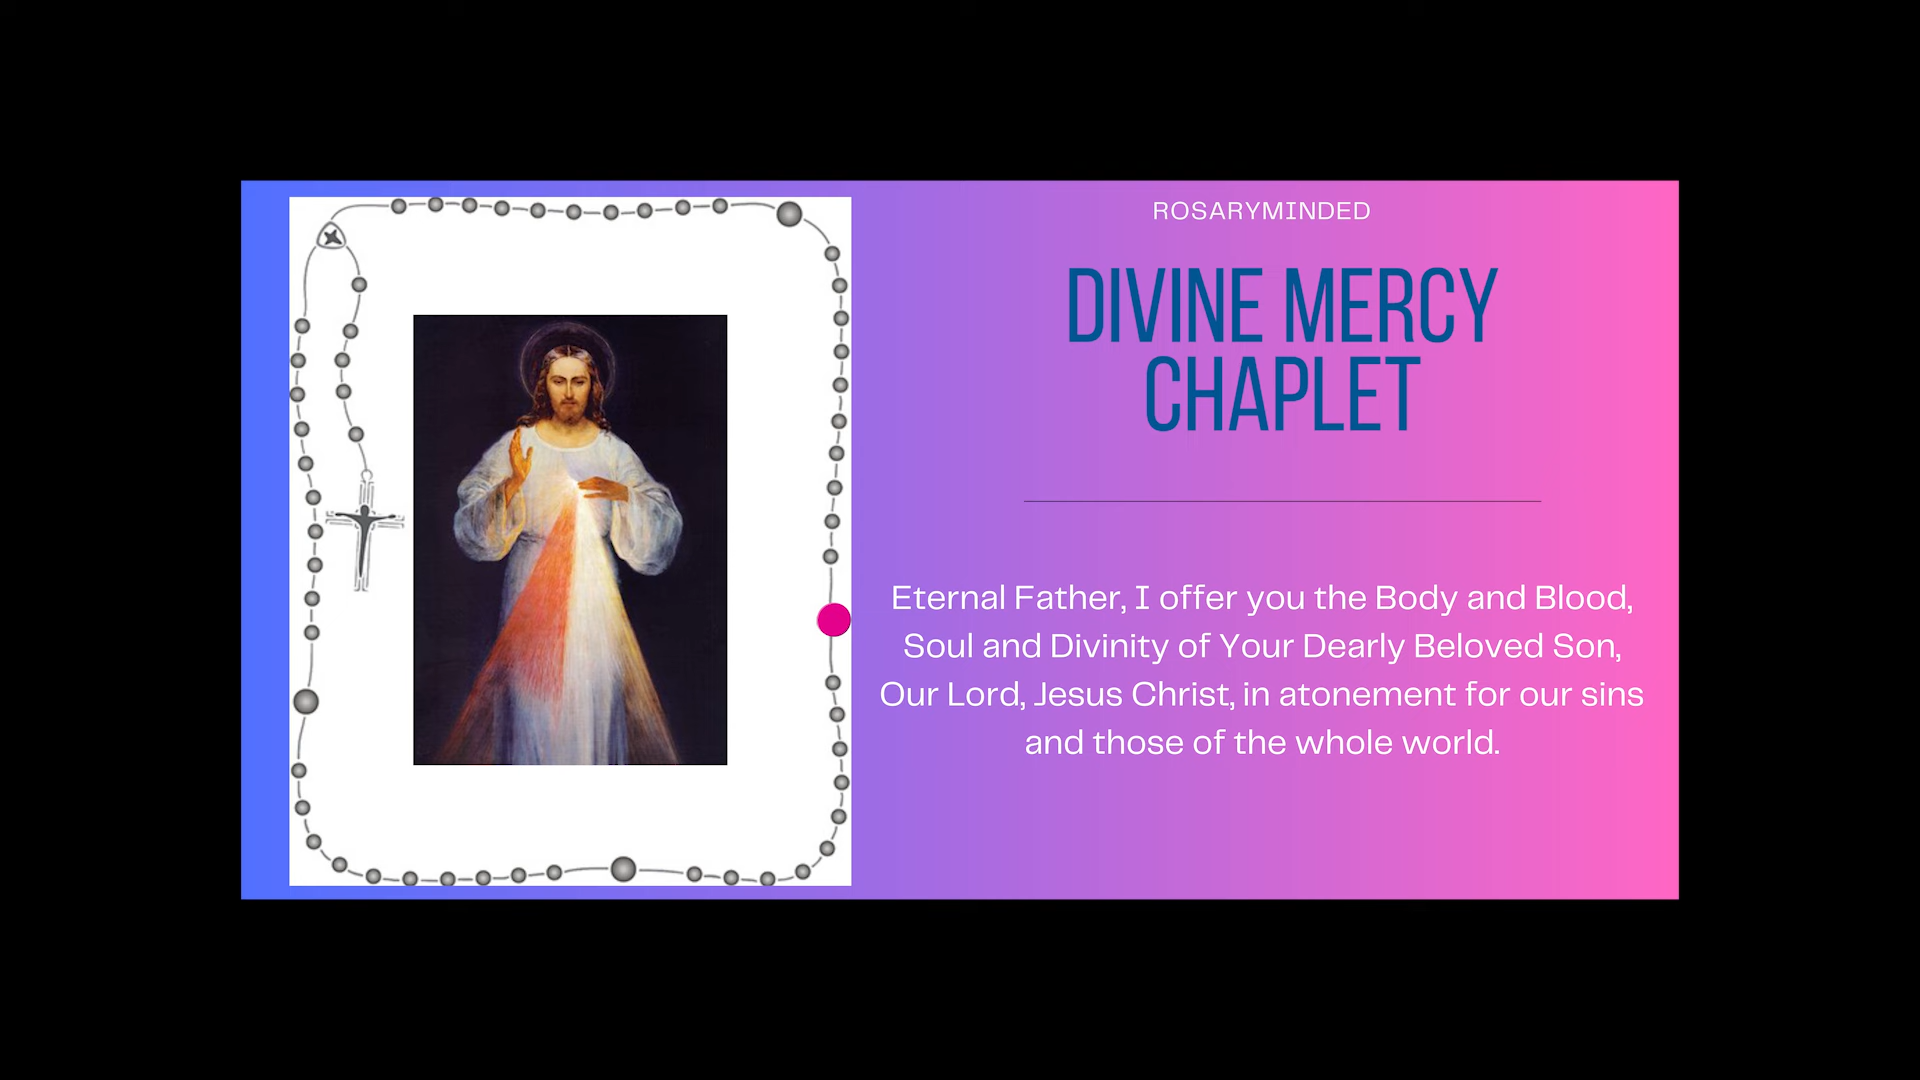 ROSARYMINDED
DIVINE MERCY
CHAPLET
Eternal Father, I offer you the Body and Blood,
Soul and Divinity of Your Dearly Beloved Son,
Our Lord, Jesus Christ, in atonement for our sins
and those of the whole world.